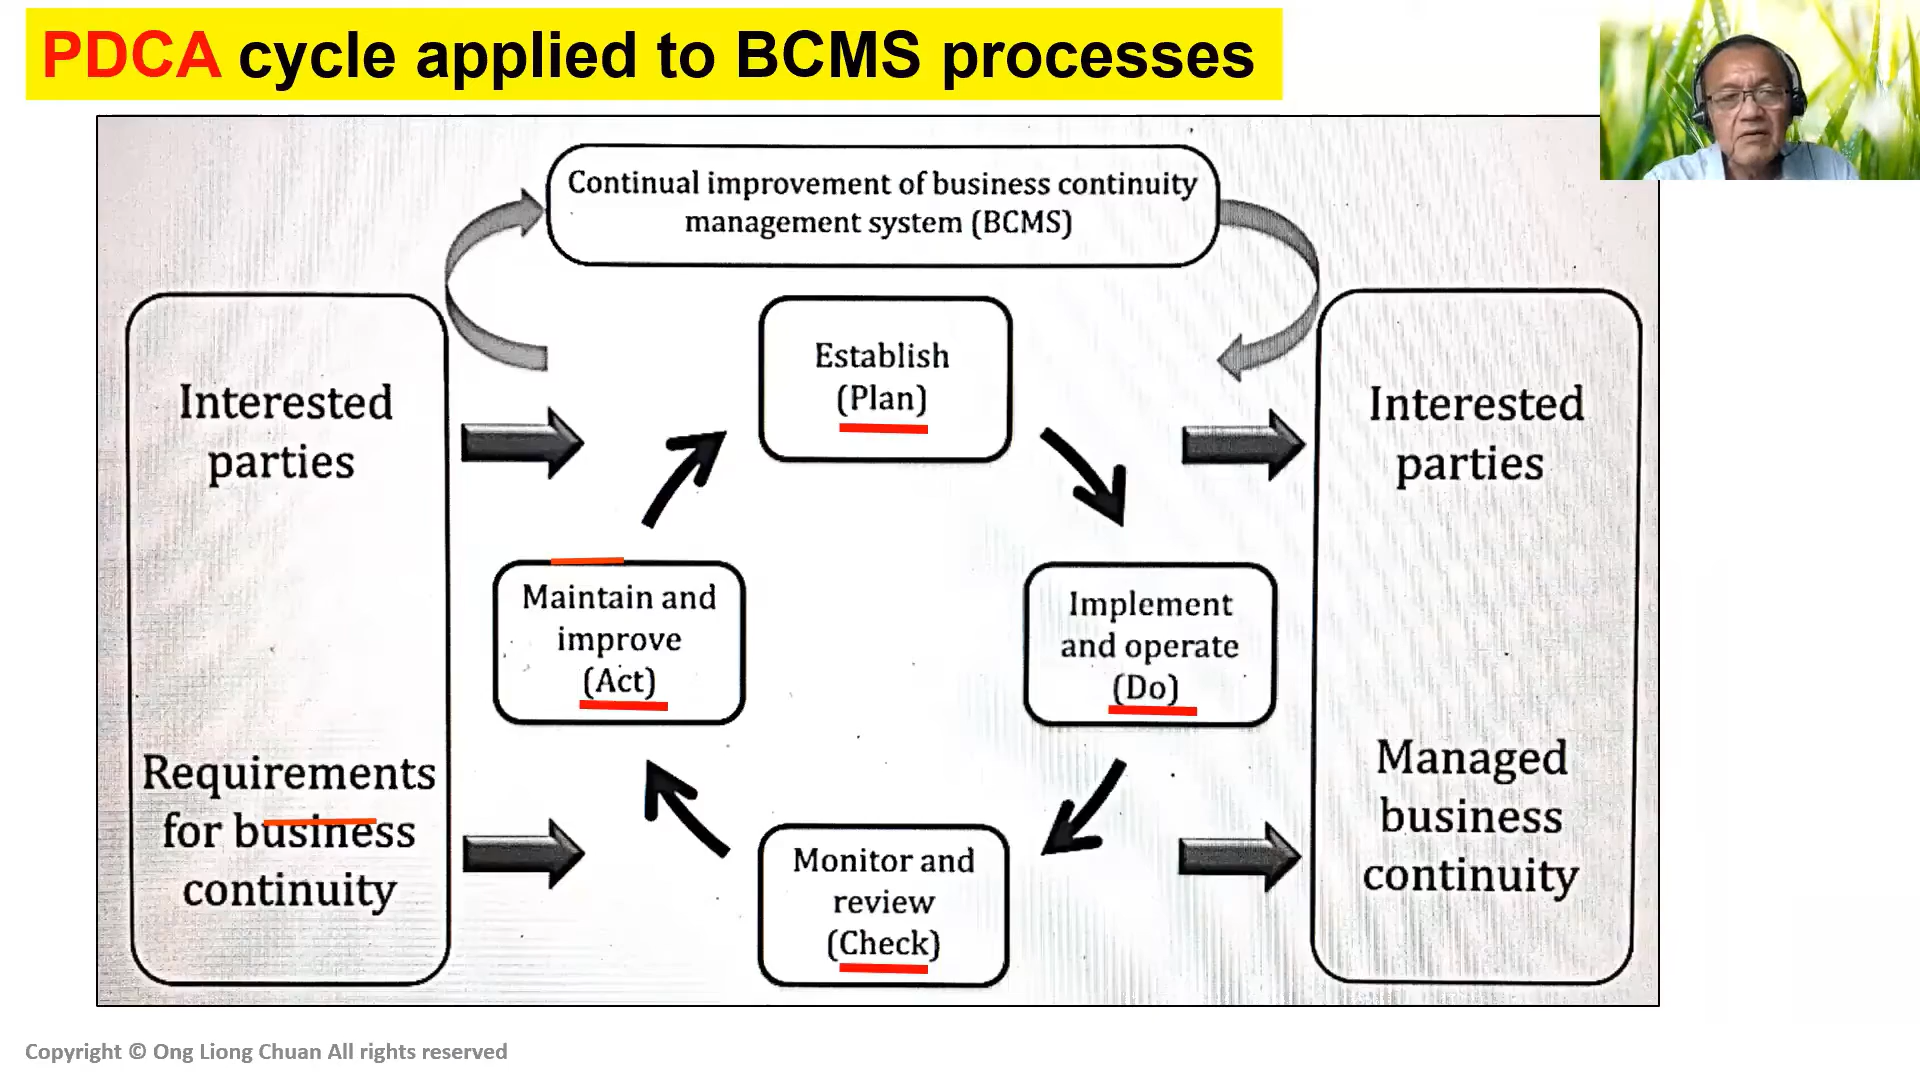 PDCA cycle applied to BCMS processes
Continual improvement of business continuity
management system (BCMS)
Interested
parties
Requirements
for business
continuity
Establish
(Plan)
Maintain and
improve
(Act)
Implement
and operate
(Do)
Monitor and
review
(Check)
Interested
parties
Managed
business
continuity
Copyright © Ong Liong Chuan All rights reserved